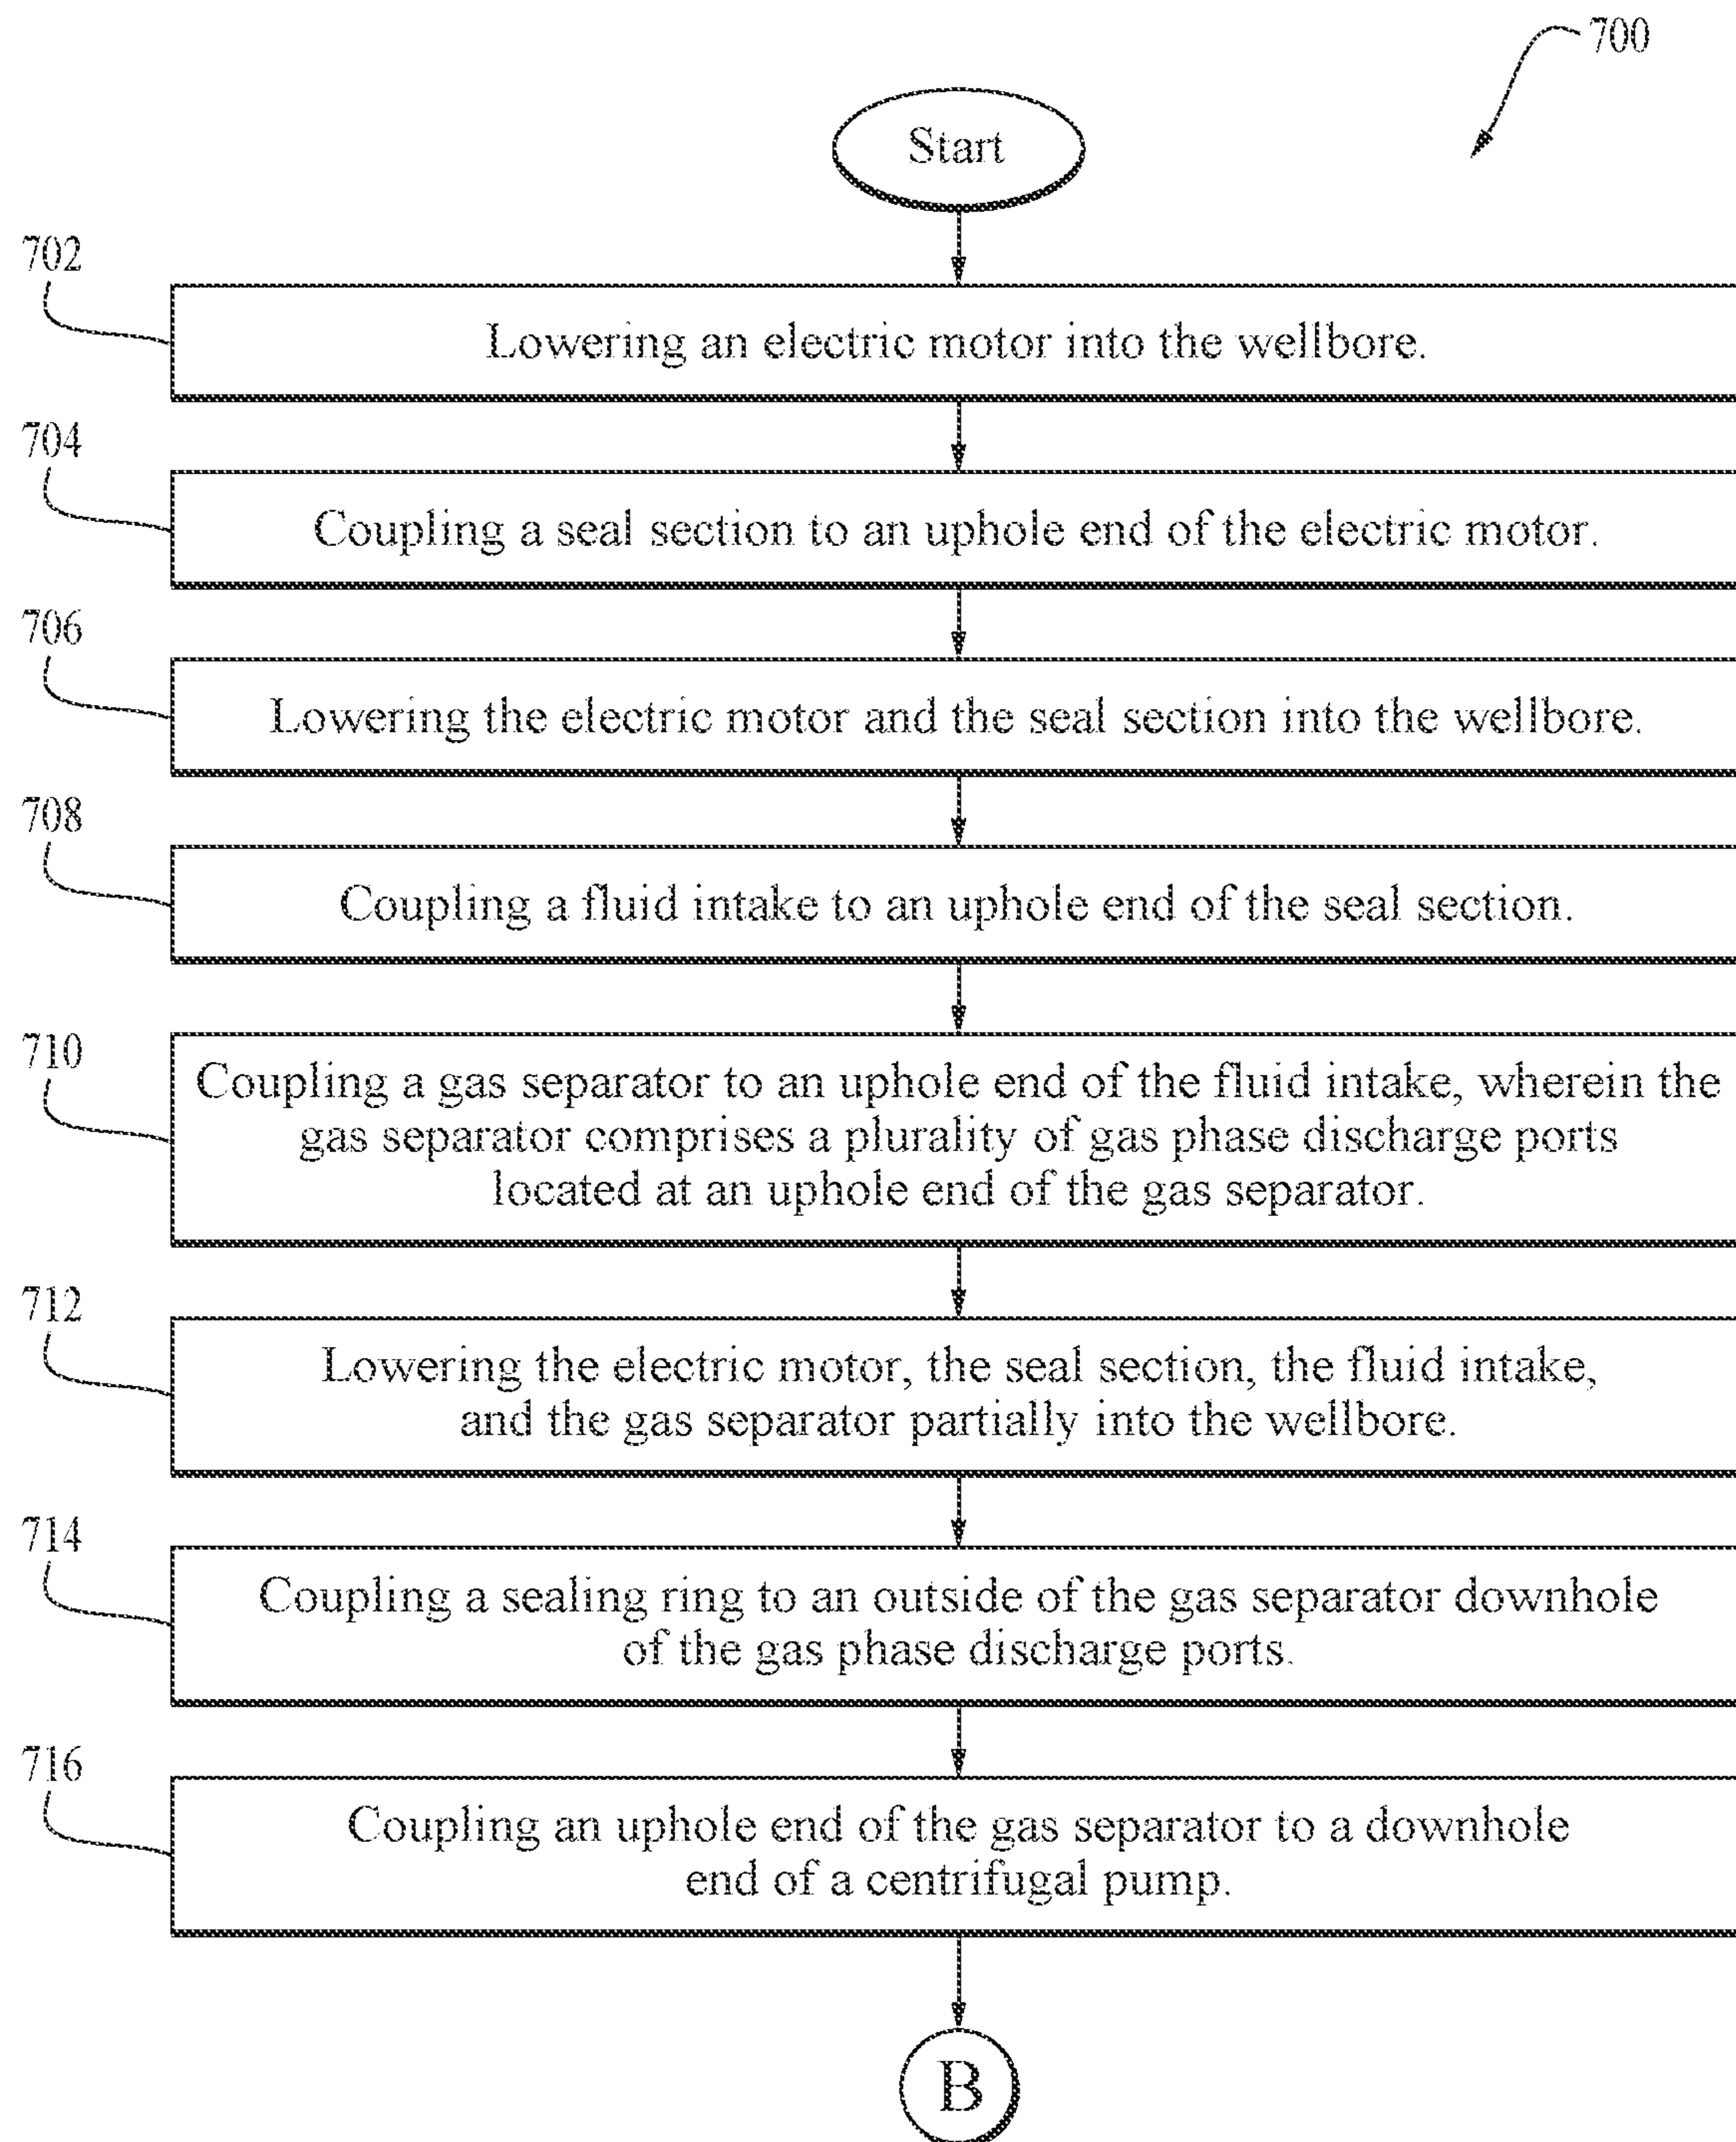 700
Start
702
Lowering an electric motor into the wellbore.
704
Coupling a seal section to an uphole end of the electric motor.
706
Lowering the electric motor and the seal section into the wellbore.
708
Coupling a fluid intake to an uphole end of the seal section.
710
Coupling a gas separator to an uphole end of the fluid intake, wherein the
gas separator comprises a plurality of gas phase discharge ports
located at an uphole end of the gas separator.
712
Lowering the electric motor, the seal section, the fluid intake,
and the gas separator partially into the wellbore.
714
Coupling a sealing ring to an outside of the gas separator downhole
of the gas phase discharge ports.
716
Coupling an uphole end of the gas separator to a downhole
end of a centrifugal pump.
B